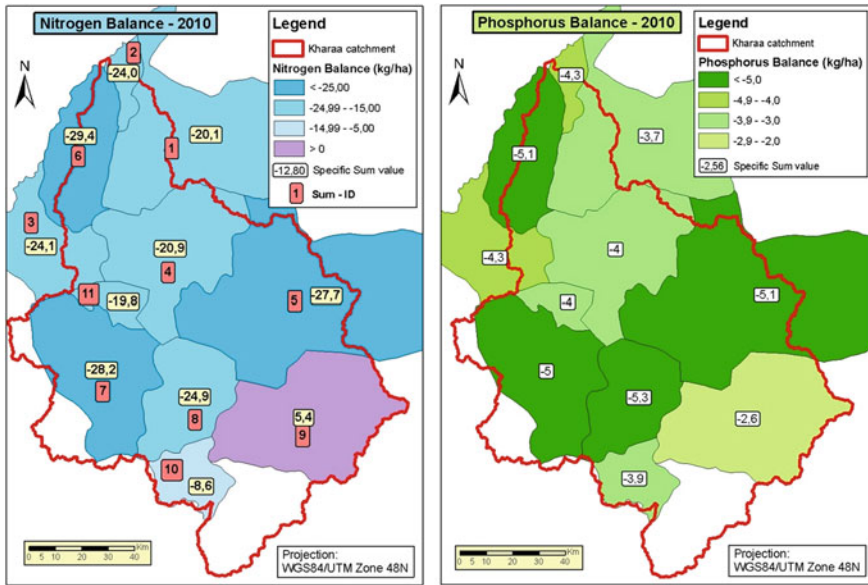 Nitrogen Balance - 2010
Legend
Kharaa catchment
Nitrogen Balance (kg/ha)
< -25,00
-24,99 - -15,00
-14,99 - -5,00
> 0
-12,80 Specific Sum value
1 Sum - ID
N
2
-24,0
-29,4
6
1
-20,1
3
-24,1
-20,9
4
11
-19,8
5
-27,7
-28,2
7
-24,9
8
5,4
9
10
-8,6
Km
0 5 10 20 30 40
Projection:
WGS84/UTM Zone 48N
Phosphorus Balance - 2010
Legend
Kharaa catchment
Phosphorus Balance (kg/ha)
< -5,0
-4,9 - -4,0
-3,9 - -3,0
-2,9 - -2,0
-2,56 Specific Sum value
N
-4,3
-3,7
-5,1
-4,3
-4
-4
-5,1
-5
-5,3
-2,6
-3,9
Km
0 5 10 20 30 40
Projection:
WGS84/UTM Zone 48N